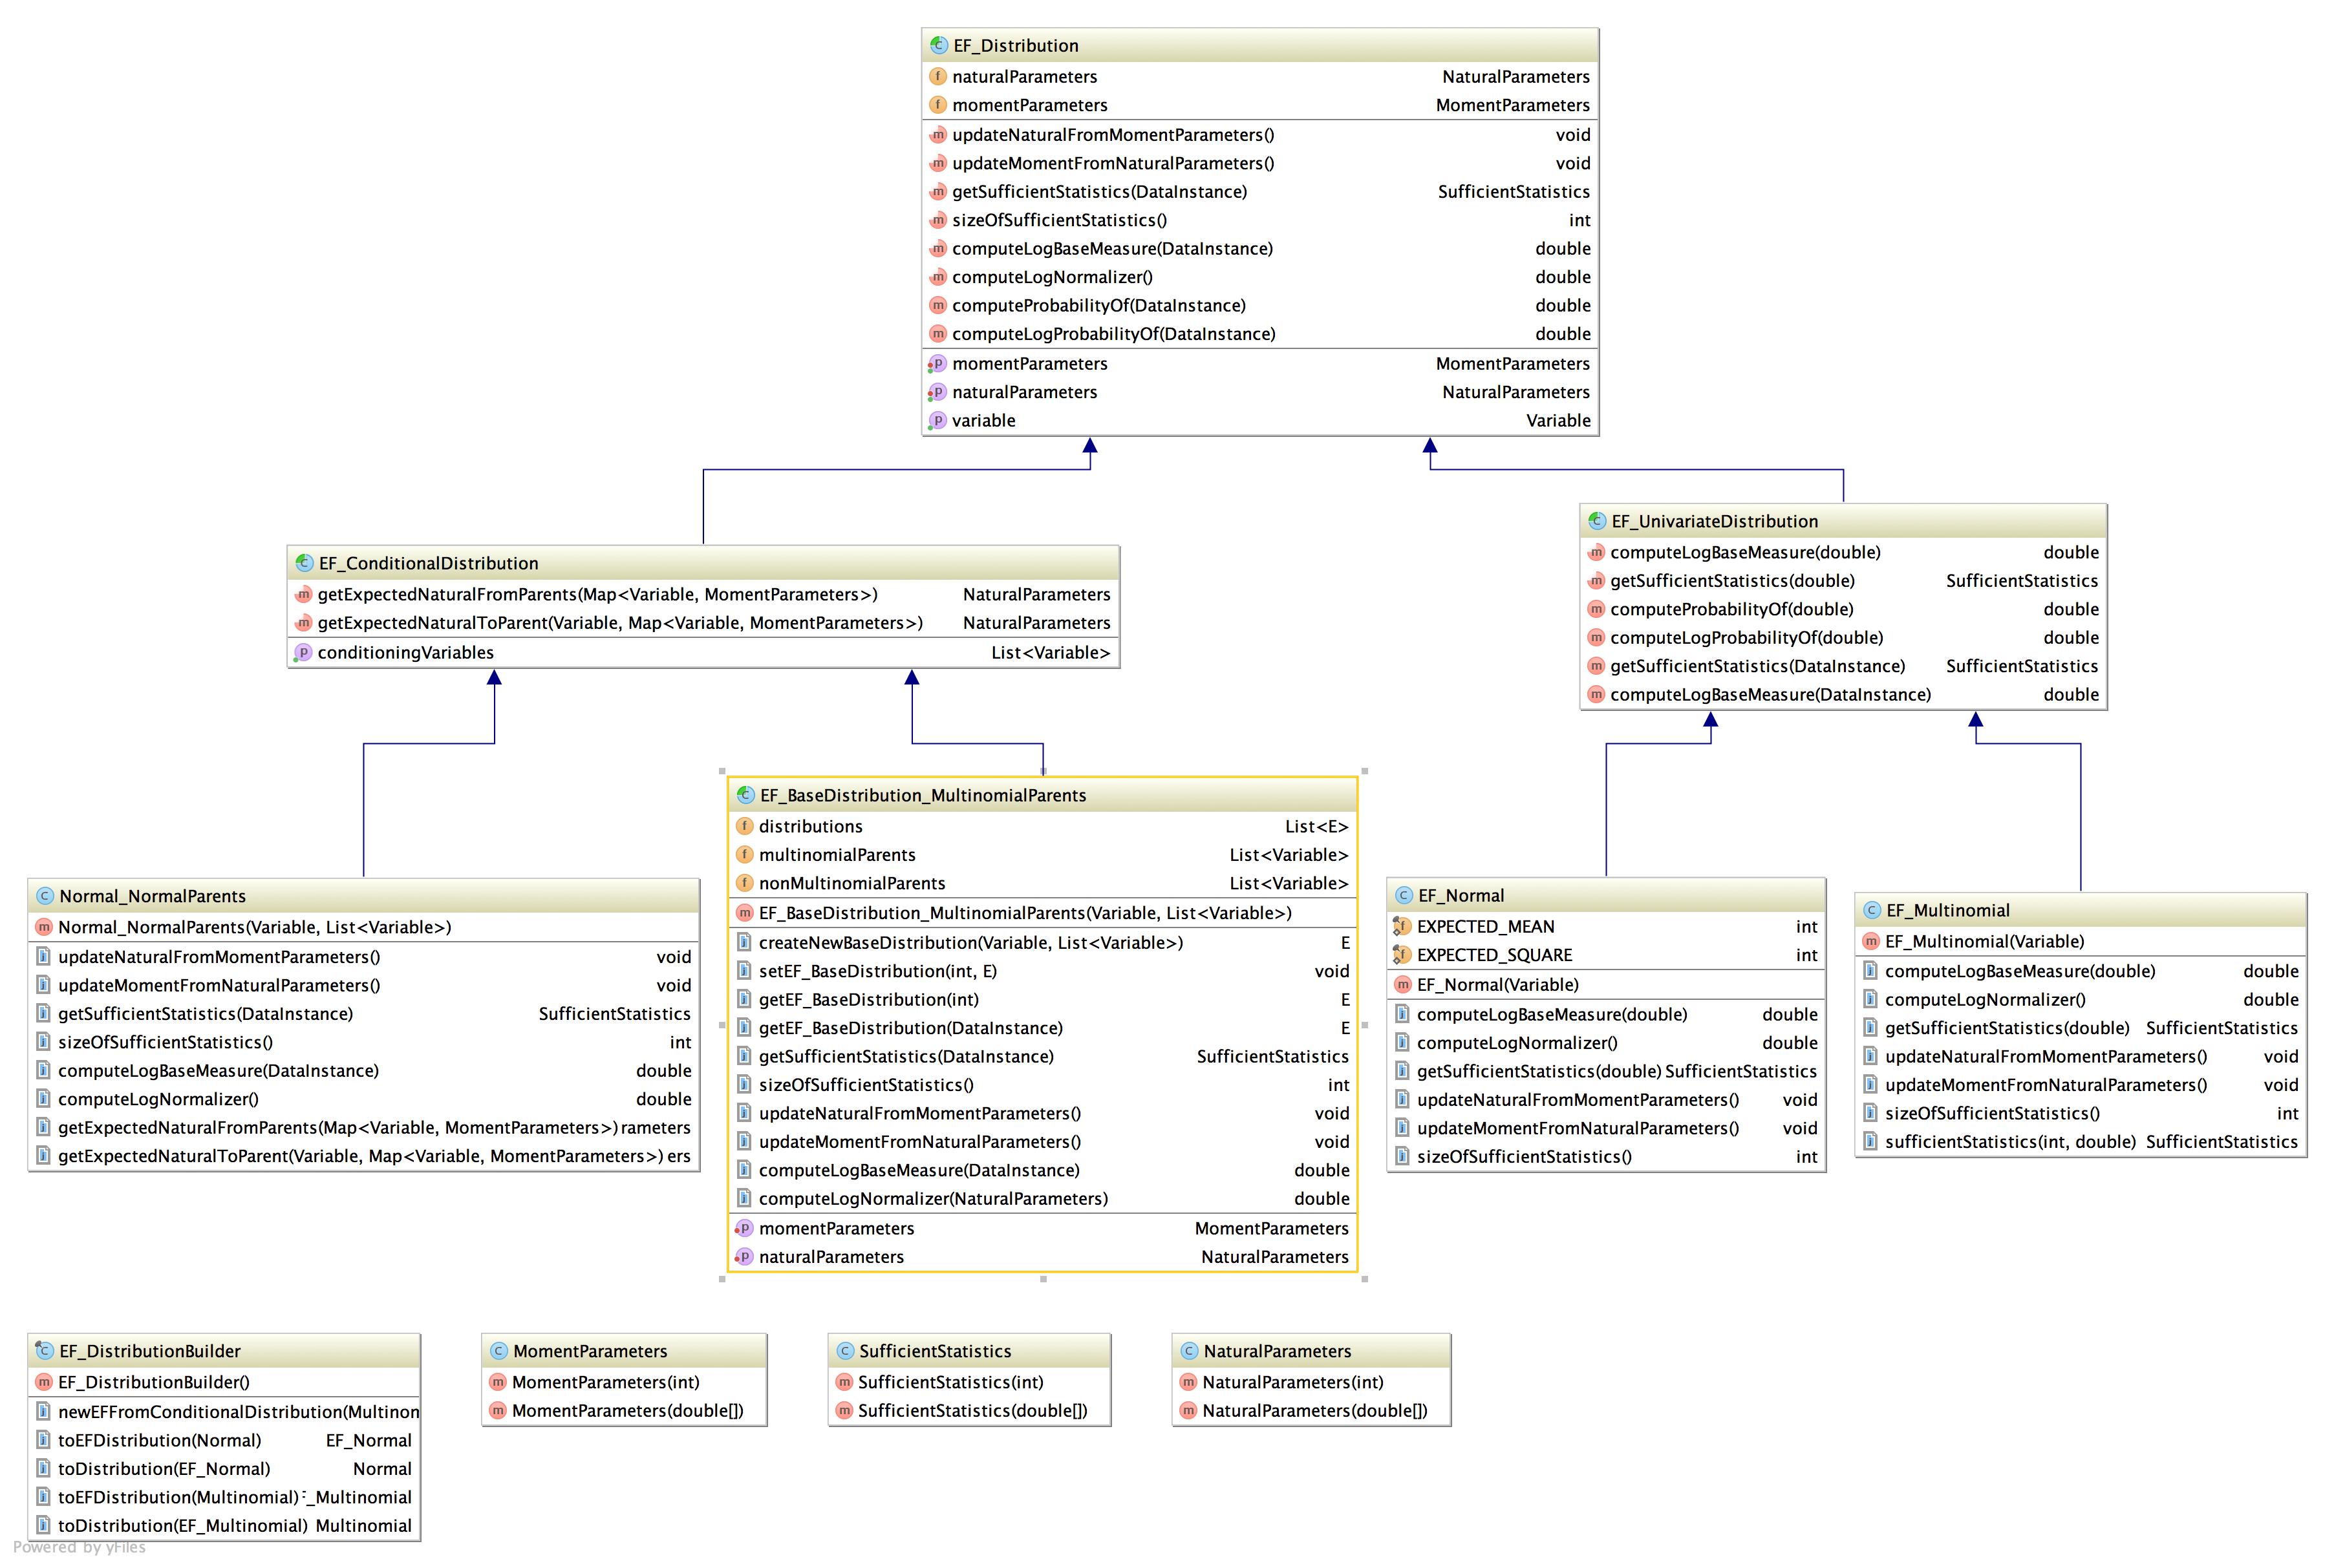 EF_Distribution
naturalParameters NaturalParameters
momentParameters MomentParameters
updateNaturalFromMomentParameters() void
updateMomentFromNaturalParameters() void
getSufficientStatistics(DataInstance) SufficientStatistics
sizeOfSufficientStatistics() int
computeLogBaseMeasure(DataInstance) double
computeLogNormalizer() double
computeProbabilityOf(DataInstance) double
computeLogProbabilityOf(DataInstance) double
momentParameters MomentParameters
naturalParameters NaturalParameters
variable Variable
EF_ConditionalDistribution
getExpectedNaturalFromParents(Map<Variable, MomentParameters>) NaturalParameters
getExpectedNaturalToParent(Variable, Map<Variable, MomentParameters>) NaturalParameters
conditioningVariables List<Variable>
EF_UnivariateDistribution
computeLogBaseMeasure(double) double
getSufficientStatistics(double) SufficientStatistics
computeProbabilityOf(double) double
computeLogProbabilityOf(double) double
getSufficientStatistics(DataInstance) SufficientStatistics
computeLogBaseMeasure(DataInstance) double
Normal_NormalParents
Normal_NormalParents(Variable, List<Variable>)
updateNaturalFromMomentParameters() void
updateMomentFromNaturalParameters() void
getSufficientStatistics(DataInstance) SufficientStatistics
sizeOfSufficientStatistics() int
computeLogBaseMeasure(DataInstance) double
computeLogNormalizer() double
getExpectedNaturalFromParents(Map<Variable, MomentParameters>) rameters
getExpectedNaturalToParent(Variable, Map<Variable, MomentParameters>) ers
EF_BaseDistribution_MultinomialParents
distributions List<E>
multinomialParents List<Variable>
nonMultinomialParents List<Variable>
EF_BaseDistribution_MultinomialParents(Variable, List<Variable>)
createNewBaseDistribution(Variable, List<Variable>) E
setEF_BaseDistribution(int, E) void
getEF_BaseDistribution(int) E
getEF_BaseDistribution(DataInstance) E
getSufficientStatistics(DataInstance) SufficientStatistics
sizeOfSufficientStatistics() int
updateNaturalFromMomentParameters() void
updateMomentFromNaturalParameters() void
computeLogBaseMeasure(DataInstance) double
computeLogNormalizer(NaturalParameters) double
momentParameters MomentParameters
naturalParameters NaturalParameters
EF_Normal
EXPECTED_MEAN int
EXPECTED_SQUARE int
EF_Normal(Variable)
computeLogBaseMeasure(double) double
computeLogNormalizer() double
getSufficientStatistics(double) SufficientStatistics
updateNaturalFromMomentParameters() void
updateMomentFromNaturalParameters() void
sizeOfSufficientStatistics() int
EF_Multinomial
EF_Multinomial(Variable)
computeLogBaseMeasure(double) double
computeLogNormalizer() double
getSufficientStatistics(double) SufficientStatistics
updateNaturalFromMomentParameters() void
updateMomentFromNaturalParameters() void
sizeOfSufficientStatistics() int
sufficientStatistics(int, double) SufficientStatistics
EF_DistributionBuilder
EF_DistributionBuilder()
newEFFromConditionalDistribution(Multinon
toEFDistribution(Normal) EF_Normal
toDistribution(EF_Normal) Normal
toEFDistribution(Multinomial) _Multinomial
toDistribution(EF_Multinomial) Multinomial
MomentParameters
MomentParameters(int)
MomentParameters(double[])
SufficientStatistics
SufficientStatistics(int)
SufficientStatistics(double[])
NaturalParameters
NaturalParameters(int)
NaturalParameters(double[])
Powered by yFiles